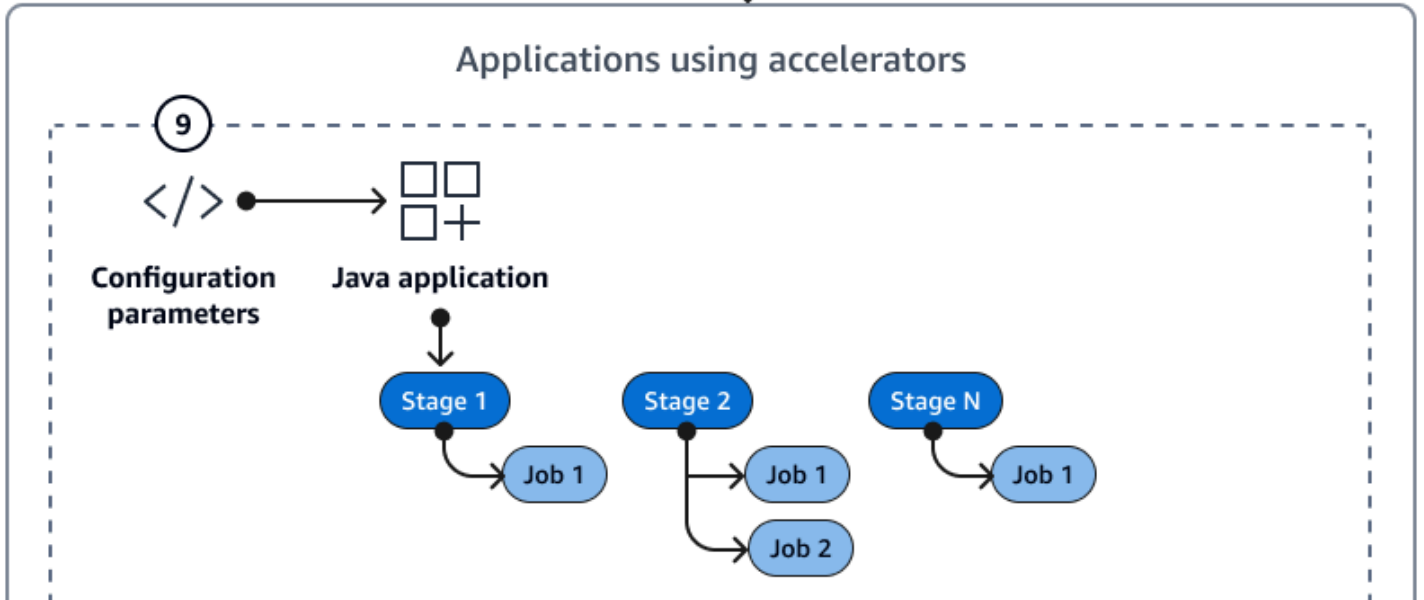 Applications using accelerators
9
</>
Configuration
parameters
Java application
Stage 1
Stage 2
Stage N
Job 1
Job 1
Job 1
Job 2